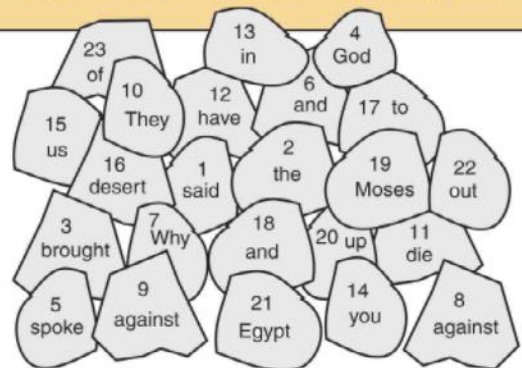 23 of
13 in
4 God
10 They
12 have
6 and
17 to
15 us
16 desert
1 said
2 the
19 Moses
22 out
3 brought
7 Why
18 and
20 up
11 die
5 spoke
9 against
21 Egypt
14 you
8 against